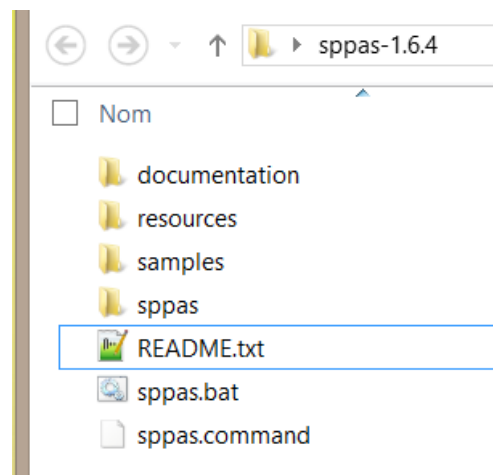 sppas-1.6.4
Nom
documentation
resources
samples
sppas
README.txt
sppas.bat
sppas.command